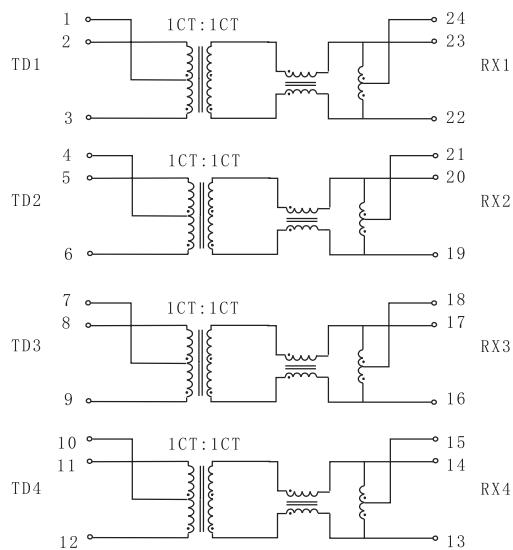 1 1CT:1CT 24
2 23
TD1 RX1
3 22
4 1CT:1CT 21
5 20
TD2 RX2
6 19
7 1CT:1CT 18
8 17
TD3 RX3
9 16
10 1CT:1CT 15
11 14
TD4 RX4
12 13